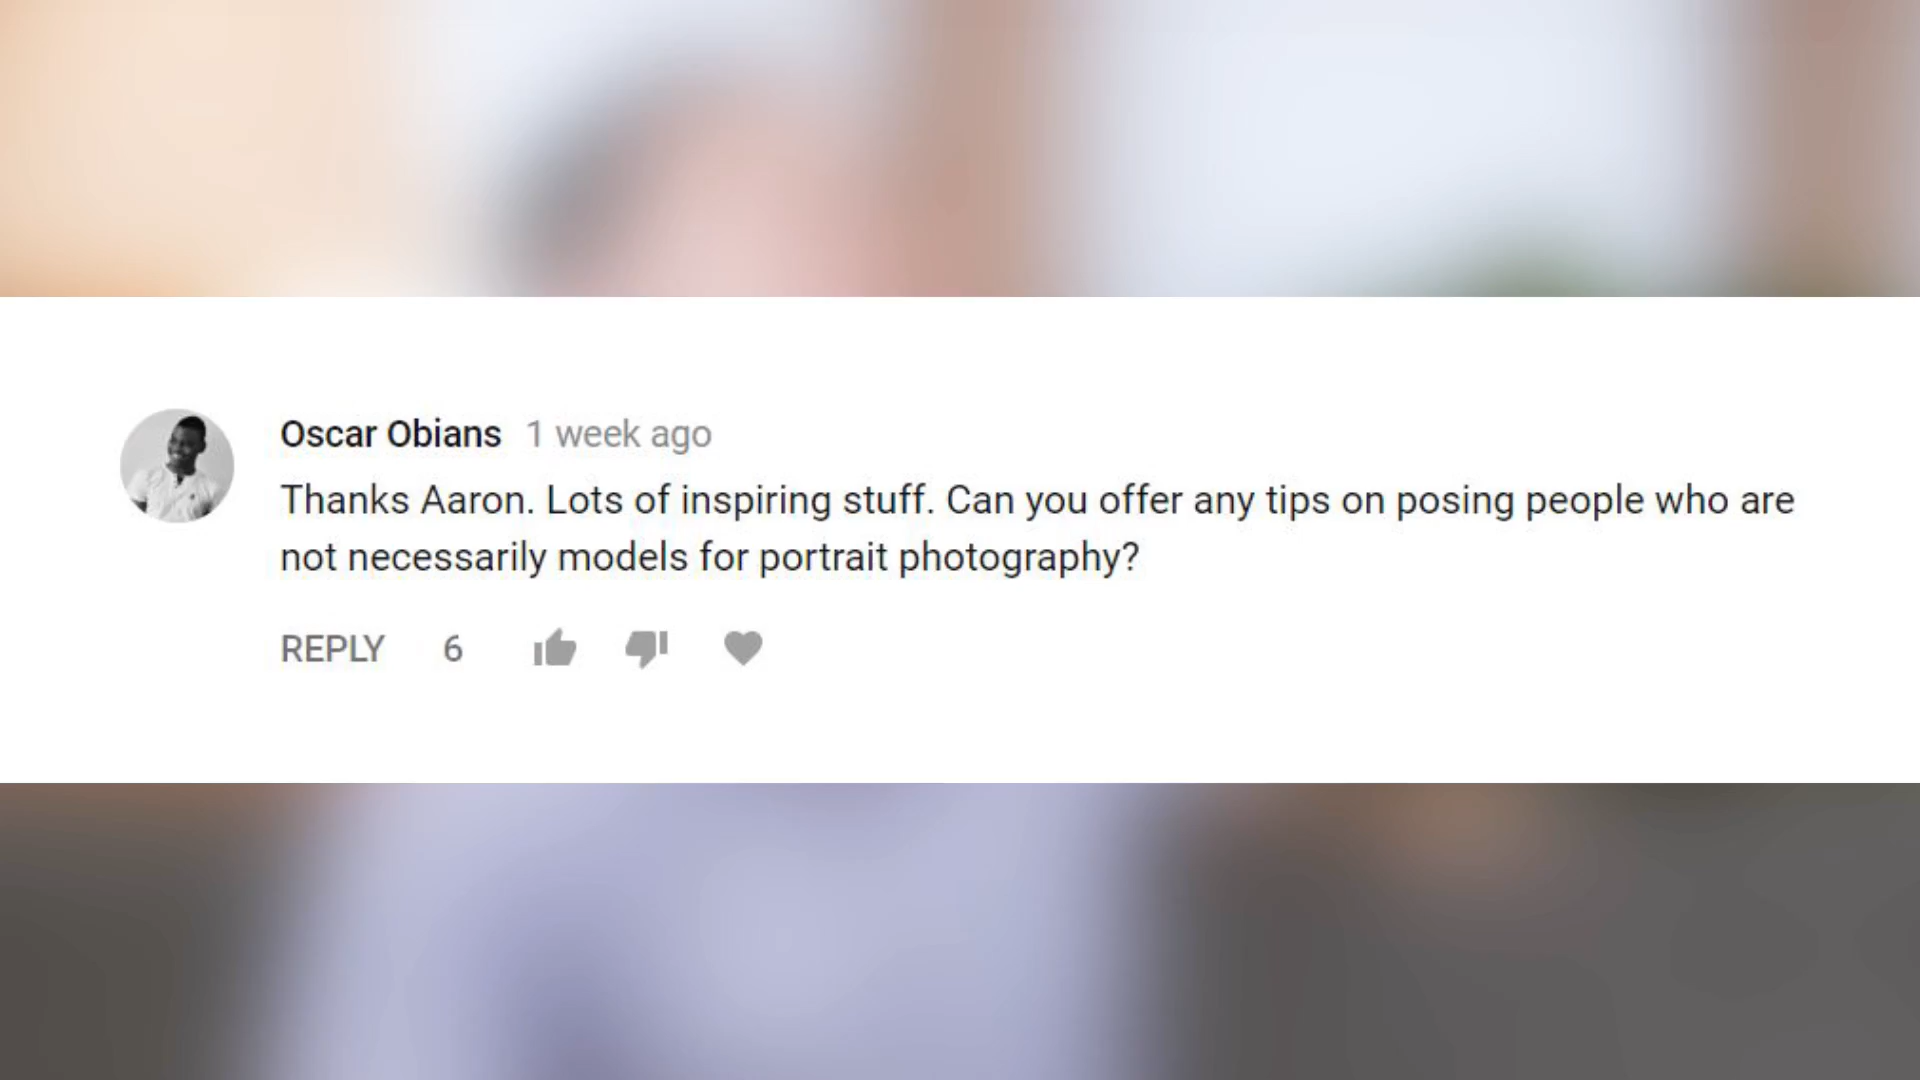 Oscar Obians 1 week ago
Thanks Aaron. Lots of inspiring stuff. Can you offer any tips on posing people who are
not necessarily models for portrait photography?
REPLY 6